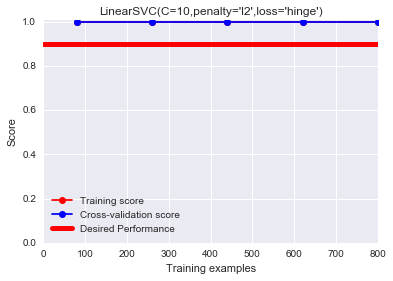 LinearSVC(C=10,penalty='l2',loss='hinge')
1.0
0.8
0.6
0.4
0.2
0.0
Score
Training score
Cross-validation score
Desired Performance
0 100 200 300 400 500 600 700 800
Training examples